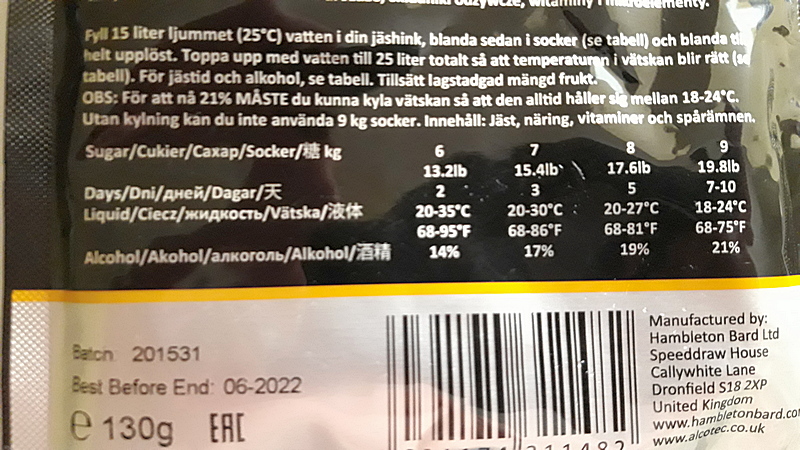 odżywcze, witaminy i mikroelementy.
Fyll 15 liter ljummet (25°C) vatten i din jäshink, blanda sedan i socker (se tabell) och blanda
helt upplöst. Toppa upp med vatten till 25 liter totalt så att temperaturen i vätskan blir rätt (se
tabell). För jästid och alkohol, se tabell. Tillsätt lagstadgad mängd frukt.
OBS: För att nå 21% MÅSTE du kunna kyla vätskan så att den alltid håller sig mellan 18-24°C.
Utan kylning kan du inte använda 9 kg socker. Innehåll: Jäst, näring, vitaminer och spårämnen.
Sugar/Cukier/Сахар/Socker/糖 kg 6 7 8 9
13.2lb 15.4lb 17.6lb 19.8lb
Days/Dni/дней/Dagar/天 2 3 5 7-10
Liquid/Ciecz/жидкость/Vätska/液体 20-35°C 20-30°C 20-27°C 18-24°C
68-95°F 68-86°F 68-81°F 68-75°F
Alcohol/Akohol/алкоголь/Alkohol/酒精 14% 17% 19% 21%
Batch 201531
Best Before End: 06-2022
e 130g EAC
Manufactured by:
Hambleton Bard Ltd
Speeddraw House
Callywhite Lane
Dronfield S18 2XP
United Kingdom
www.hambletonbard.co
www.alcotec.co.uk